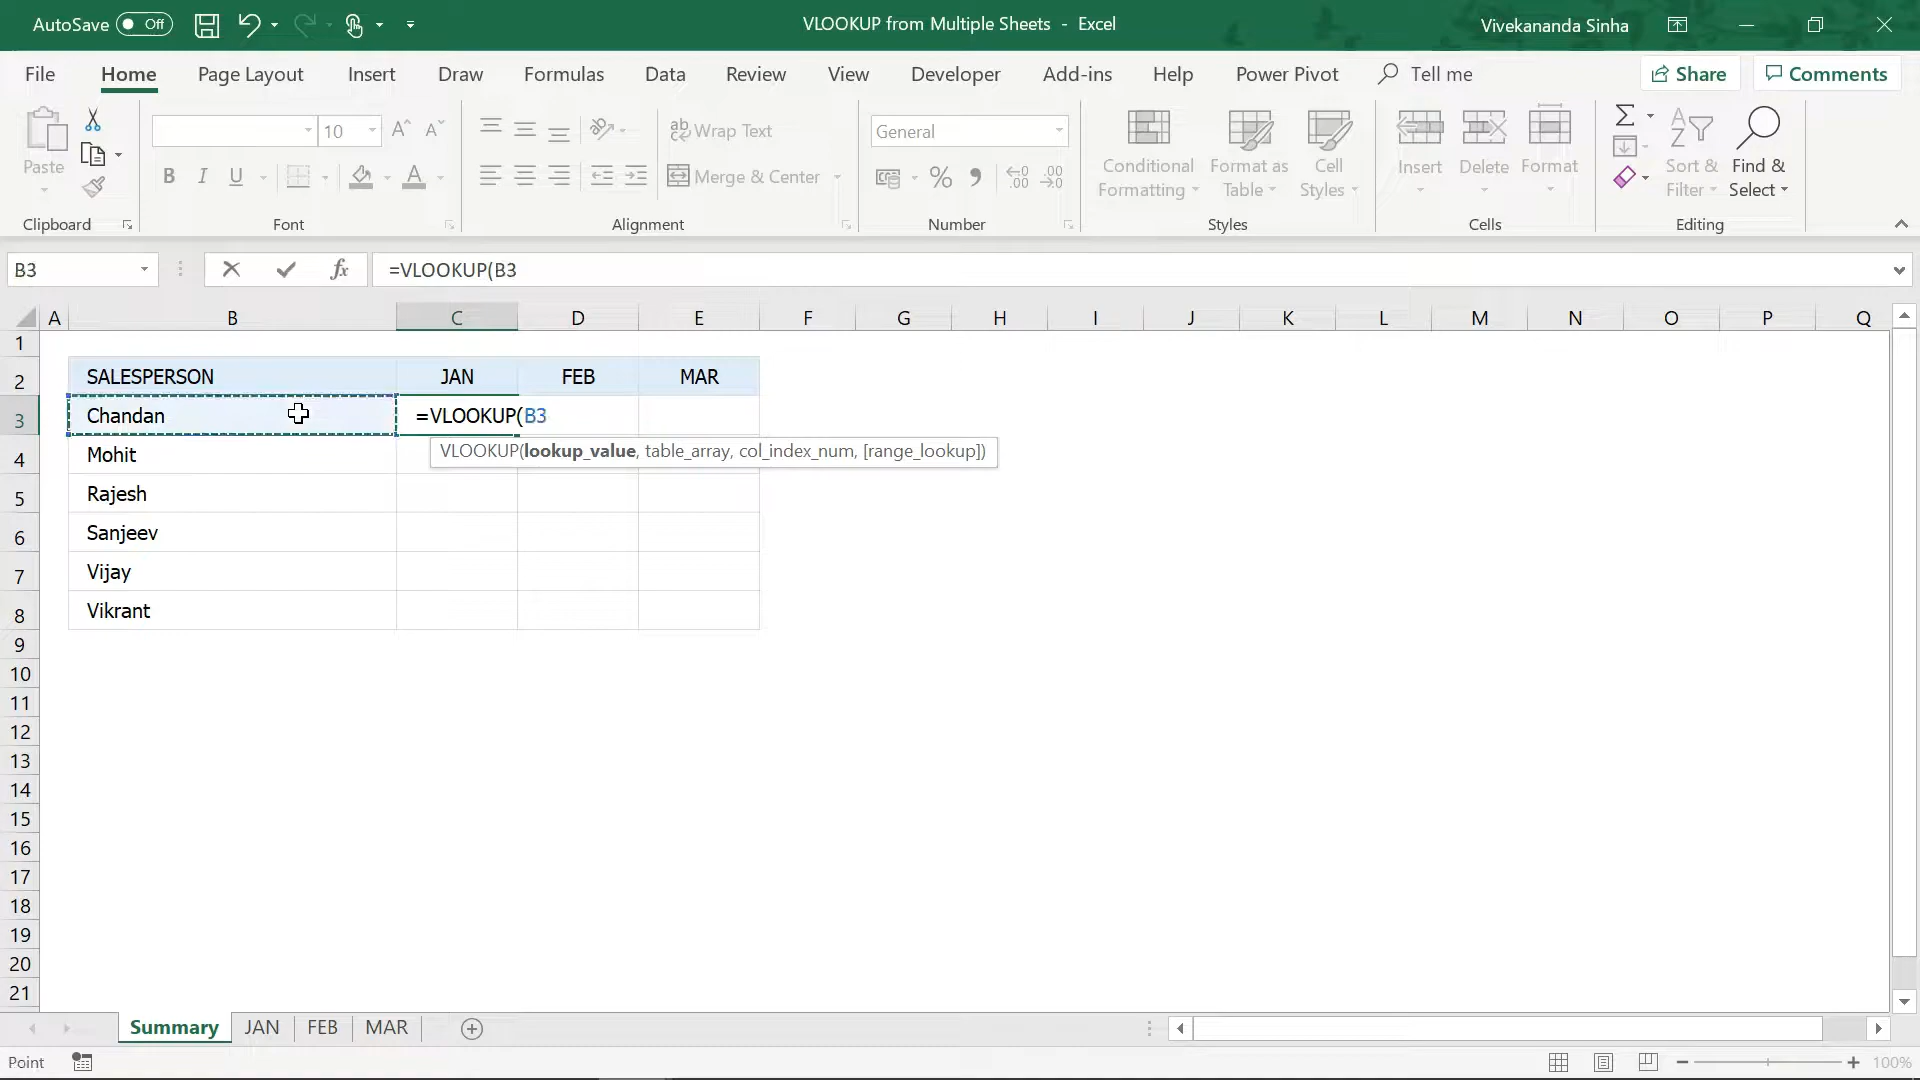 AutoSave Off VLOOKUP from Multiple Sheets - Excel Vivekananda Sinha
File Home Page Layout Insert Draw Formulas Data Review View Developer Add-ins Help Power Pivot Tell me Share Comments
Paste 10 A^ A˅ ab Wrap Text General Conditional Formatting Format as Table Cell Styles Insert Delete Format Σ Sort & Filter Find & Select
B I U A Merge & Center % , .00
Clipboard Font Alignment Number Styles Cells Editing
B3 fx =VLOOKUP(B3
A B C D E F G H I J K L M N O P Q
1
2 SALESPERSON JAN FEB MAR
3 Chandan =VLOOKUP(B3
VLOOKUP(lookup_value, table_array, col_index_num, [range_lookup])
4 Mohit
5 Rajesh
6 Sanjeev
7 Vijay
8 Vikrant
9
10
11
12
13
14
15
16
17
18
19
20
21
Summary JAN FEB MAR
Point 100%